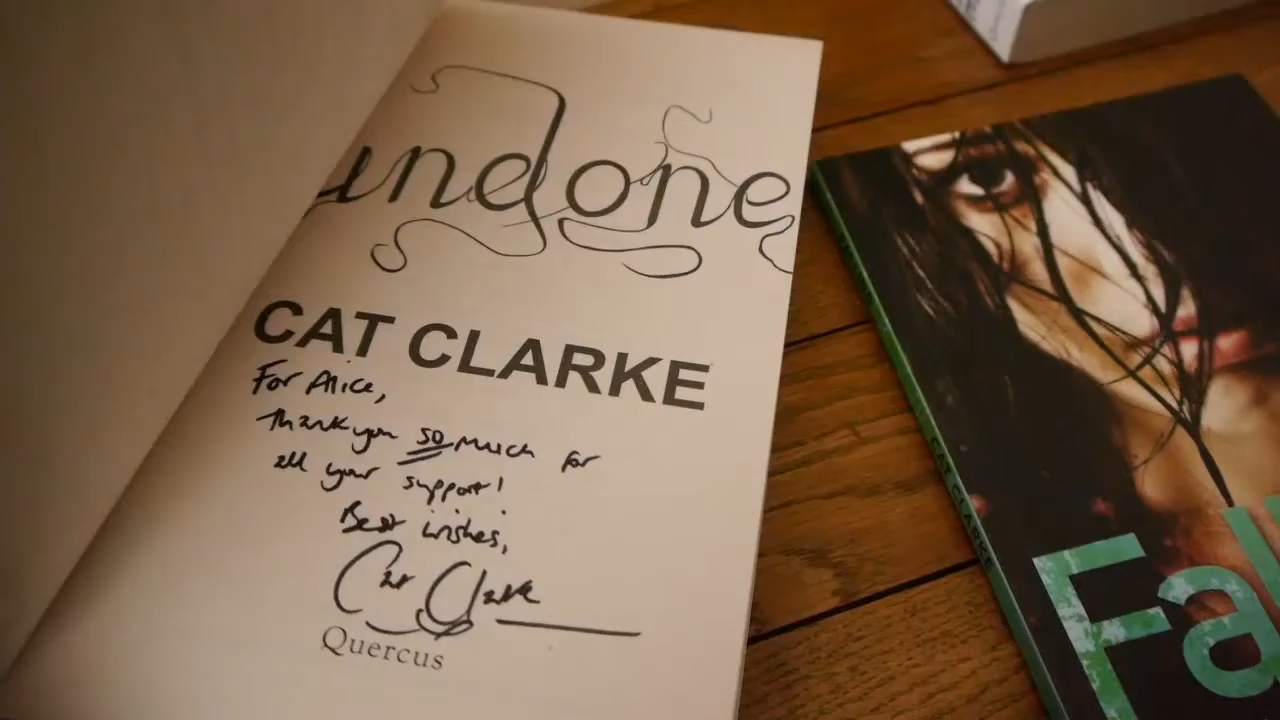 undone
CAT CLARKE
For Alice,
Thank you so much for
all your support!
Best wishes,
Cat Clarke
Quercus
CAT CLARKE
Fa